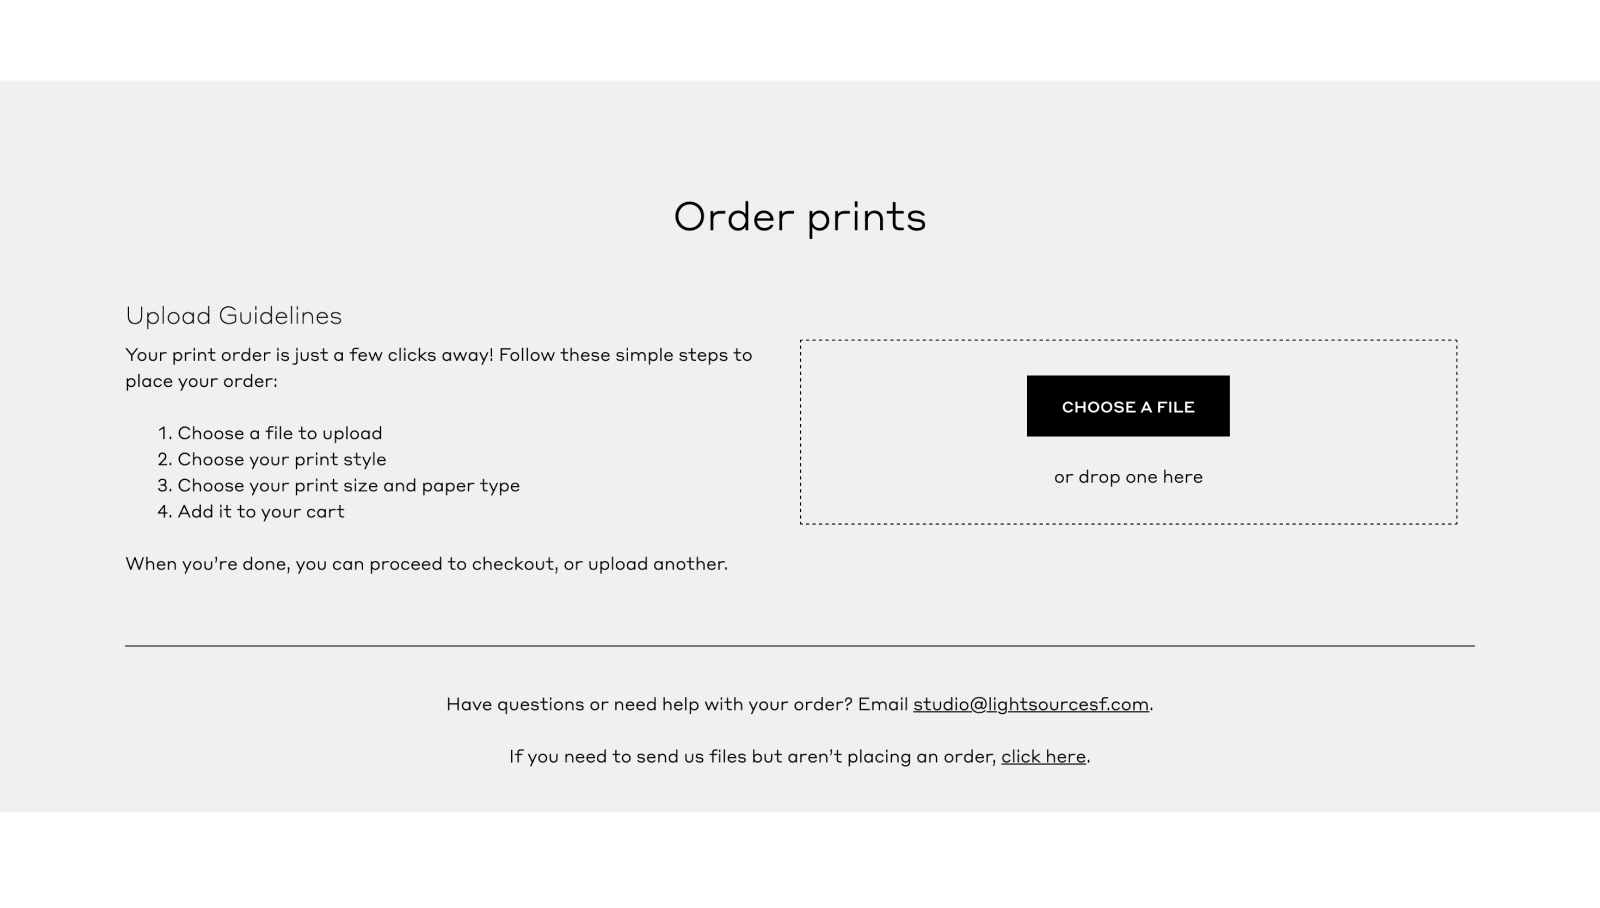 Order prints
Upload Guidelines
Your print order is just a few clicks away! Follow these simple steps to
place your order:
1. Choose a file to upload
2. Choose your print style
3. Choose your print size and paper type
4. Add it to your cart
When you’re done, you can proceed to checkout, or upload another.
CHOOSE A FILE
or drop one here
Have questions or need help with your order? Email studio@lightsourcesf.com.
If you need to send us files but aren’t placing an order, click here.